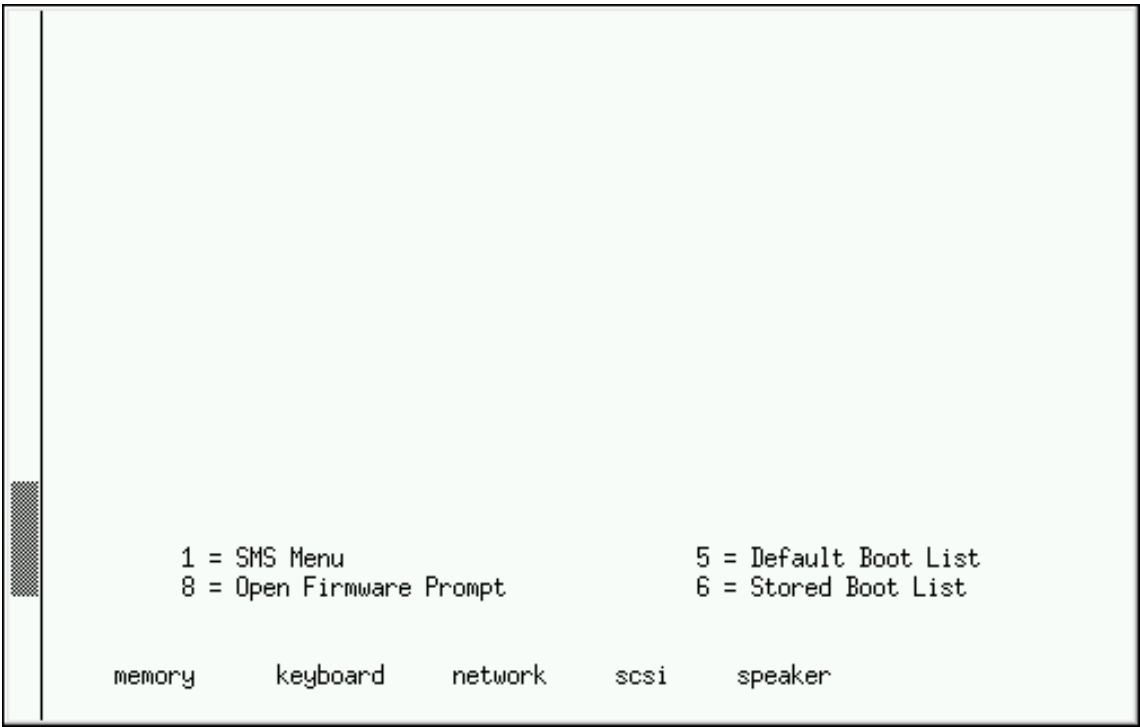 1 = SMS Menu 5 = Default Boot List
8 = Open Firmware Prompt 6 = Stored Boot List
memory keyboard network scsi speaker